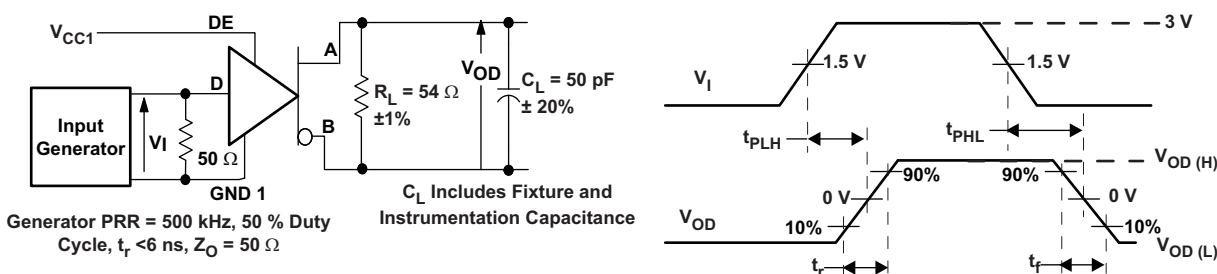 DE
V_CC1
A
D
V_OD
C_L = 50 pF
± 20%
R_L = 54 Ω
±1%
B
Input
Generator
V_I
50 Ω
GND 1
C_L Includes Fixture and
Instrumentation Capacitance
Generator PRR = 500 kHz, 50 % Duty
Cycle, t_r <6 ns, Z_O = 50 Ω
3 V
1.5 V
1.5 V
V_I
t_PLH
t_PHL
V_OD (H)
90%
90%
0 V
0 V
V_OD
10%
10%
V_OD (L)
t_r
t_f